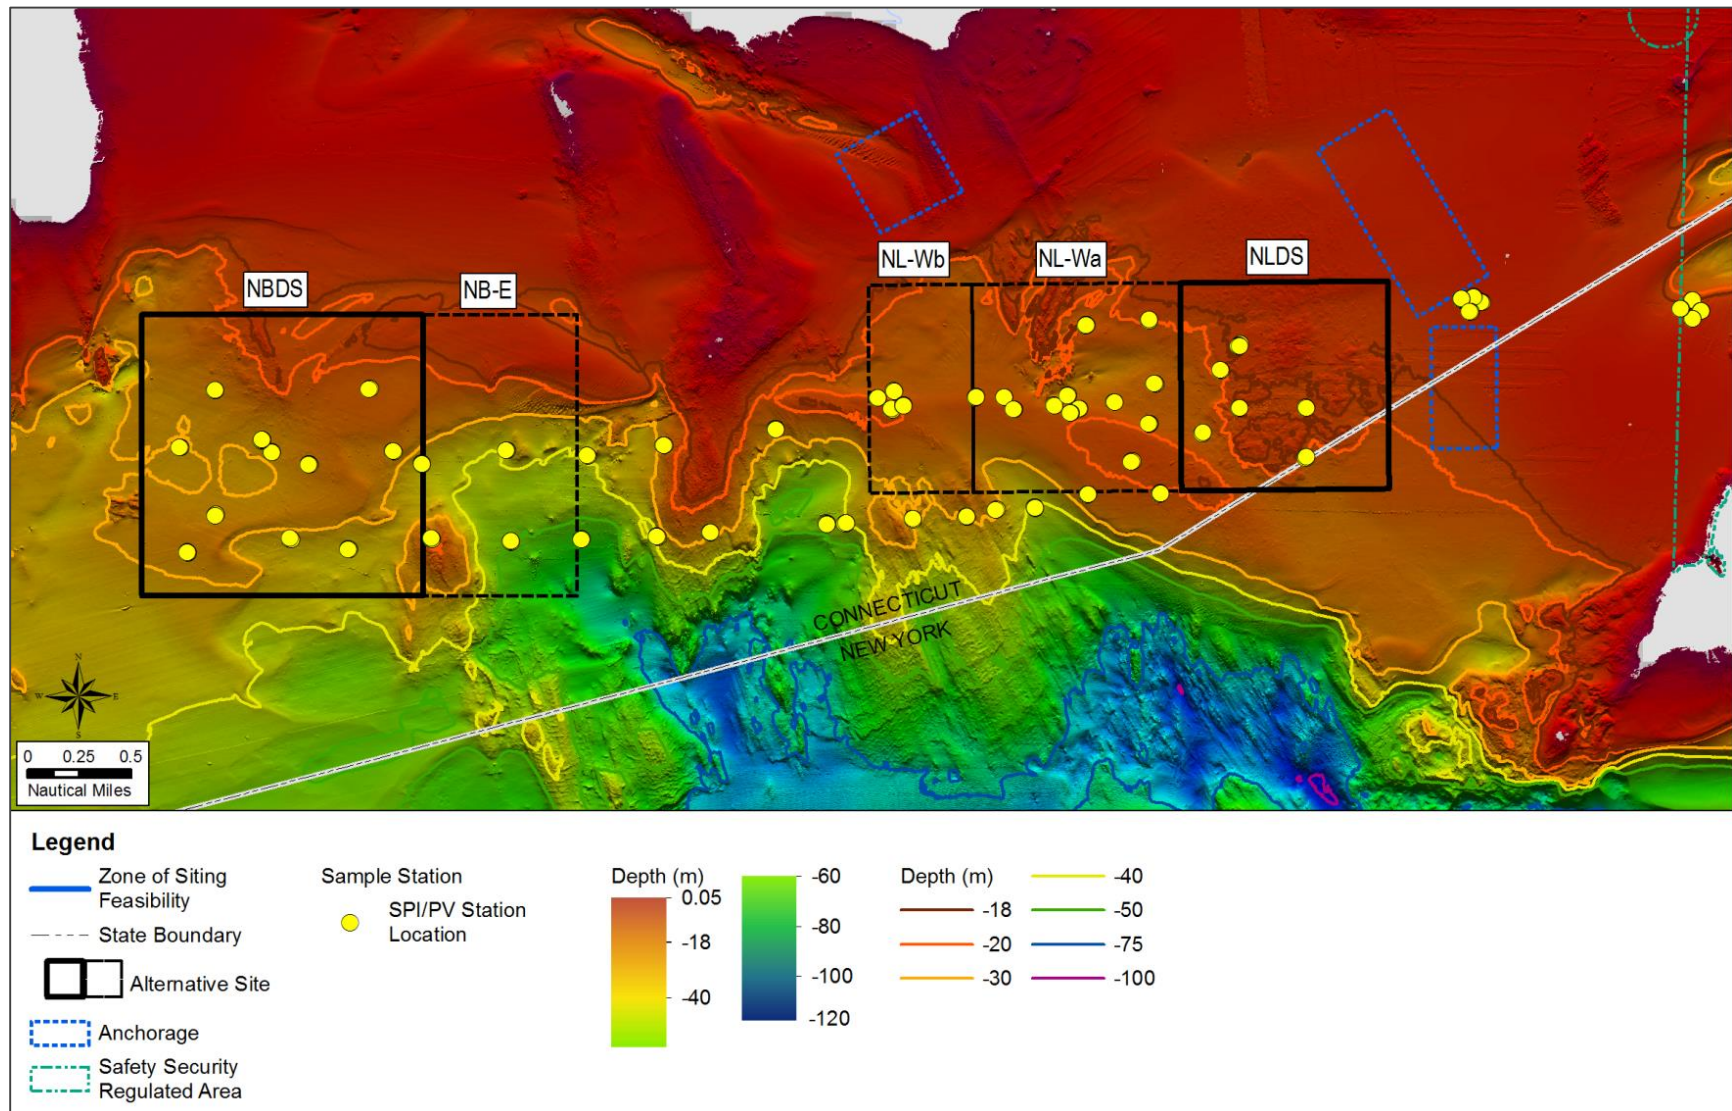 NL-Wb
NL-Wa
NLDS
NBDS
NB-E
CONNECTICUT
NEW YORK
N
W
E
S
0 0.25 0.5
Nautical Miles
Legend
Zone of Siting
Feasibility
State Boundary
Alternative Site
Anchorage
Safety Security
Regulated Area
Sample Station
SPI/PV Station
Location
Depth (m)
0.05
-18
-40
-60
-80
-100
-120
Depth (m)
-18
-20
-30
-40
-50
-75
-100